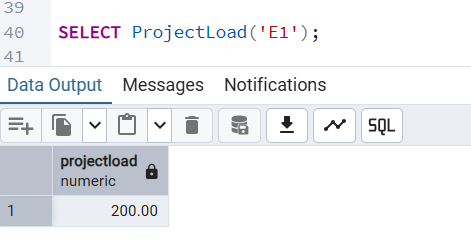 39
40 SELECT ProjectLoad('E1');
41
Data Output Messages Notifications
SQL
projectload
numeric
1 200.00